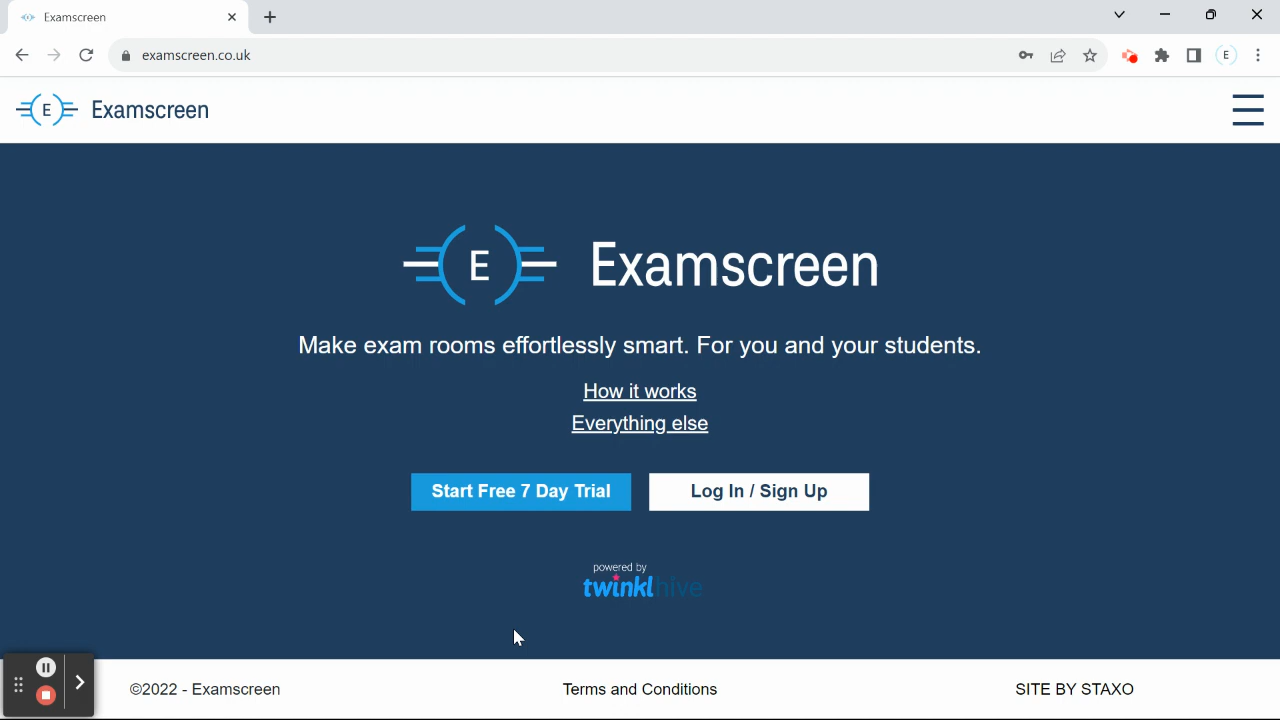 Examscreen
examscreen.co.uk
E
E Examscreen
E Examscreen
Make exam rooms effortlessly smart. For you and your students.
How it works
Everything else
Start Free 7 Day Trial
Log In / Sign Up
powered by
twinkl hive
©2022 - Examscreen
Terms and Conditions
SITE BY STAXO